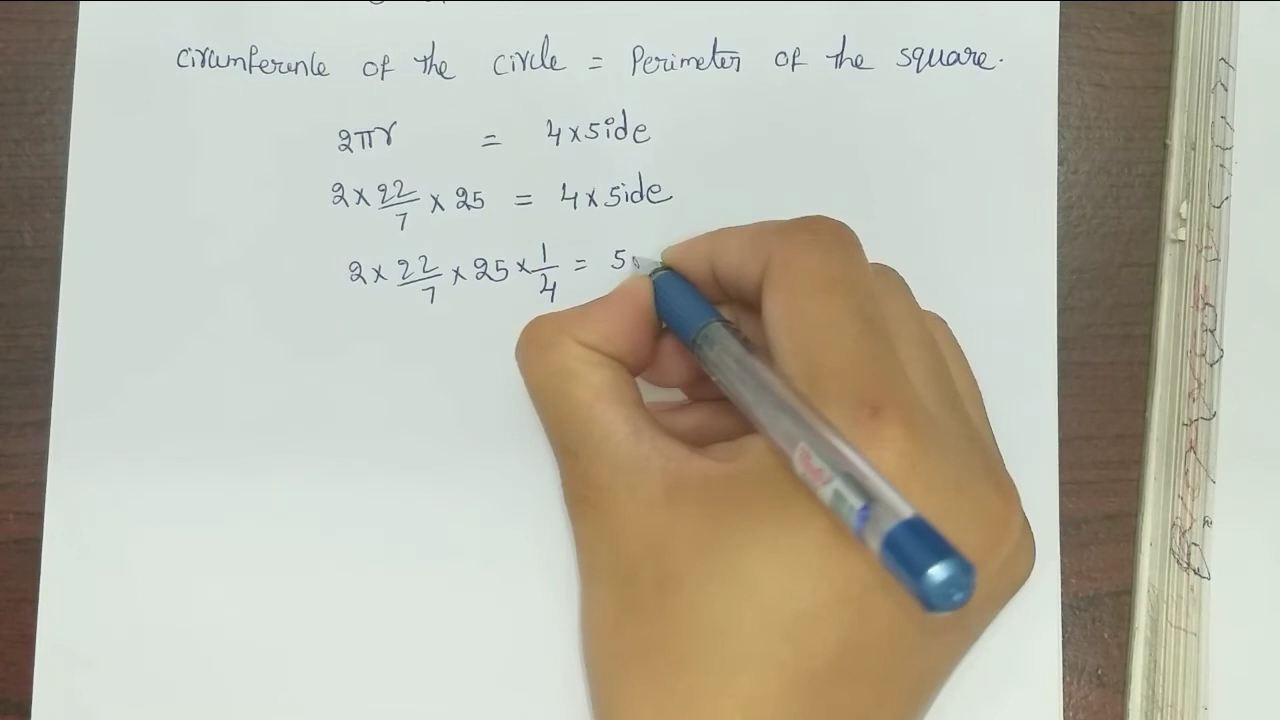 circumference of the circle = Perimeter of the square.
2πr = 4×side
2 × 22/7 × 25 = 4 × side
2 × 22/7 × 25 × 1/4 = s